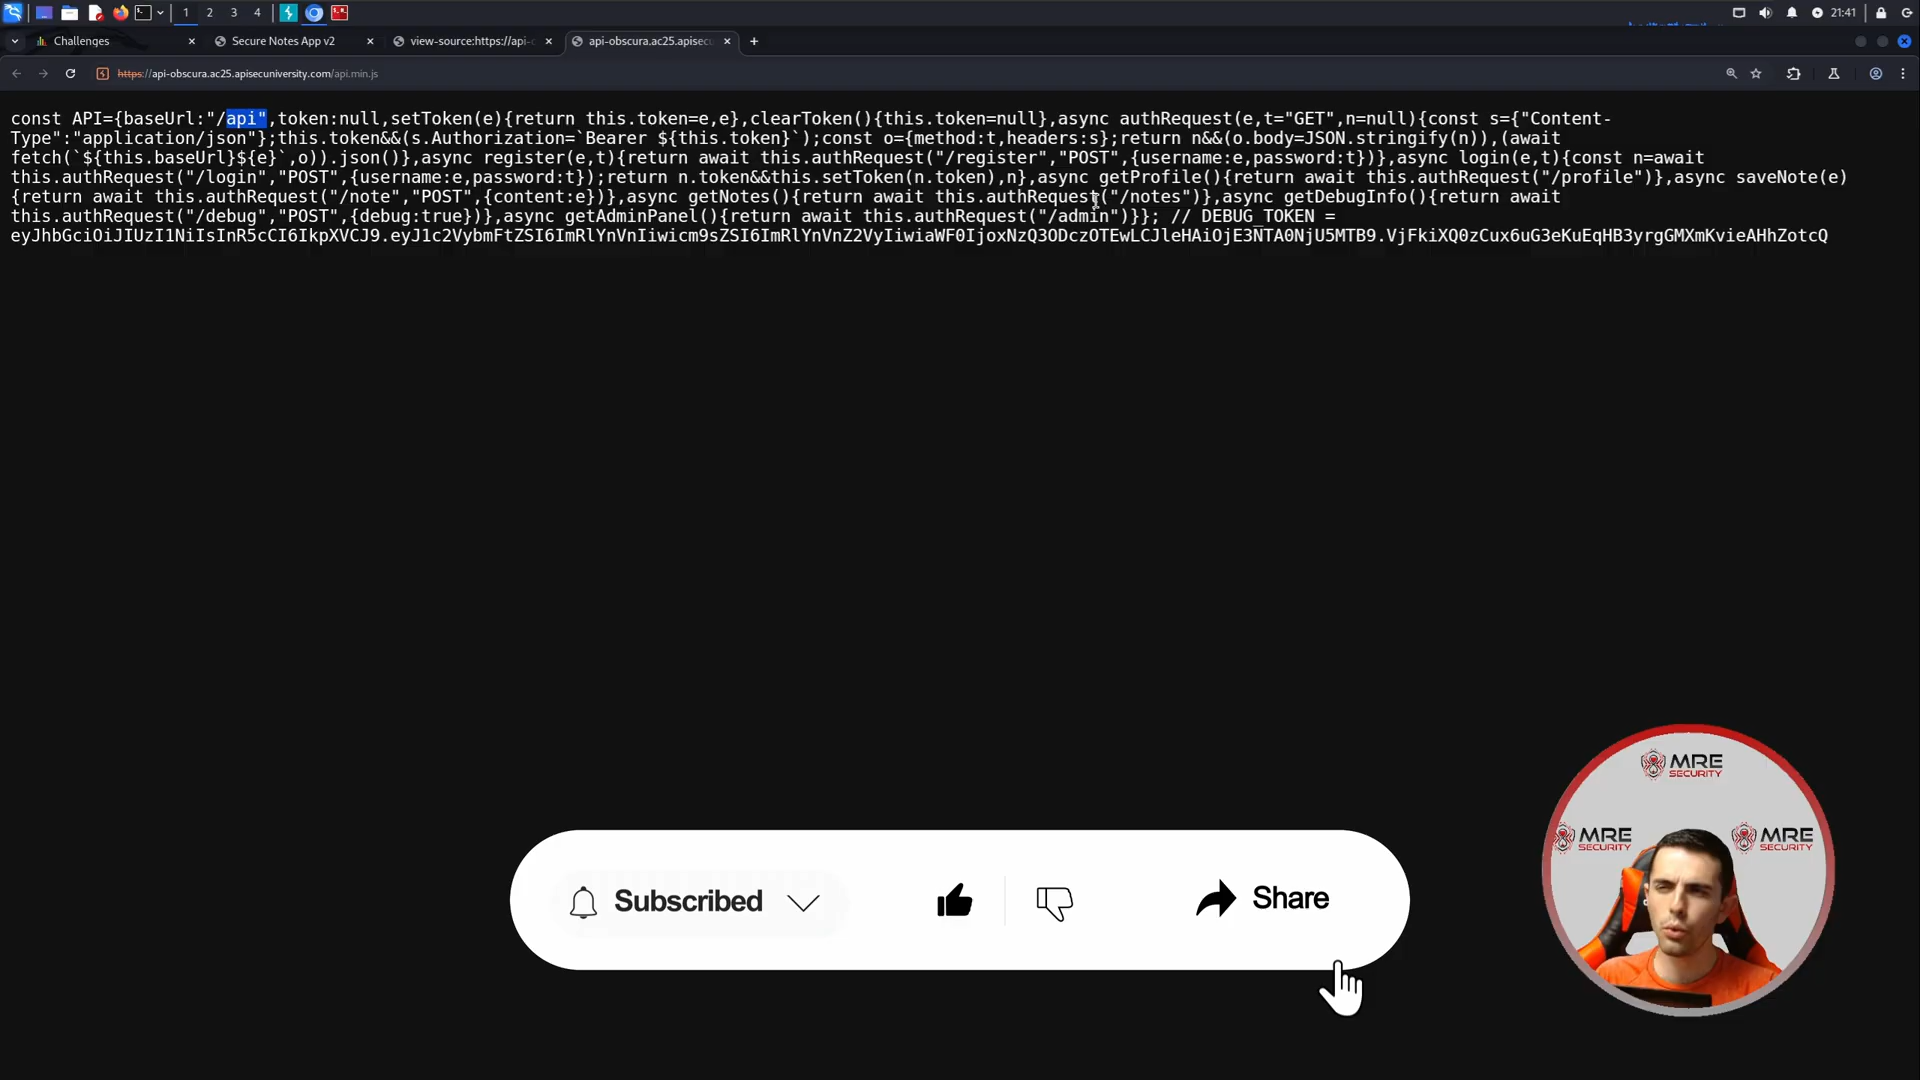 1 2 3 4 21:41
Challenges Secure Notes App v2 view-source:https://api- api-obscura.ac25.apisecu
https://api-obscura.ac25.apisecuniversity.com/api.min.js
const API={baseUrl:"/api",token:null,setToken(e){return this.token=e,e},clearToken(){this.token=null},async authRequest(e,t="GET",n=null){const s={"Content-
Type":"application/json"};this.token&&(s.Authorization=`Bearer ${this.token}`);const o={method:t,headers:s};return n&&(o.body=JSON.stringify(n)),(await
fetch(`${this.baseUrl}${e}`,o)).json()},async register(e,t){return await this.authRequest("/register","POST",{username:e,password:t})},async login(e,t){const n=await
this.authRequest("/login","POST",{username:e,password:t});return n.token&&this.setToken(n.token),n},async getProfile(){return await this.authRequest("/profile")},async saveNote(e)
{return await this.authRequest("/note","POST",{content:e})},async getNotes(){return await this.authRequest("/notes")},async getDebugInfo(){return await
this.authRequest("/debug","POST",{debug:true})},async getAdminPanel(){return await this.authRequest("/admin")}}; // DEBUG_TOKEN =
eyJhbGciOiJIUzI1NiIsInR5cCI6IkpXVCJ9.eyJ1c2VybmFtZSI6ImRlYnVnIiwicm9sZSI6ImRlYnVnZ2VyIiwiaWF0IjoxNzQ3ODczOTEwLCJleHAiOjE3NTA0NjU5MTB9.VjFkiXQ0zCux6uG3eKuEqHB3yrgGMXmKvieAHhZotcQ
MRE
SECURITY
MRE
SECURITY
MRE
SECURITY
Subscribed
Share